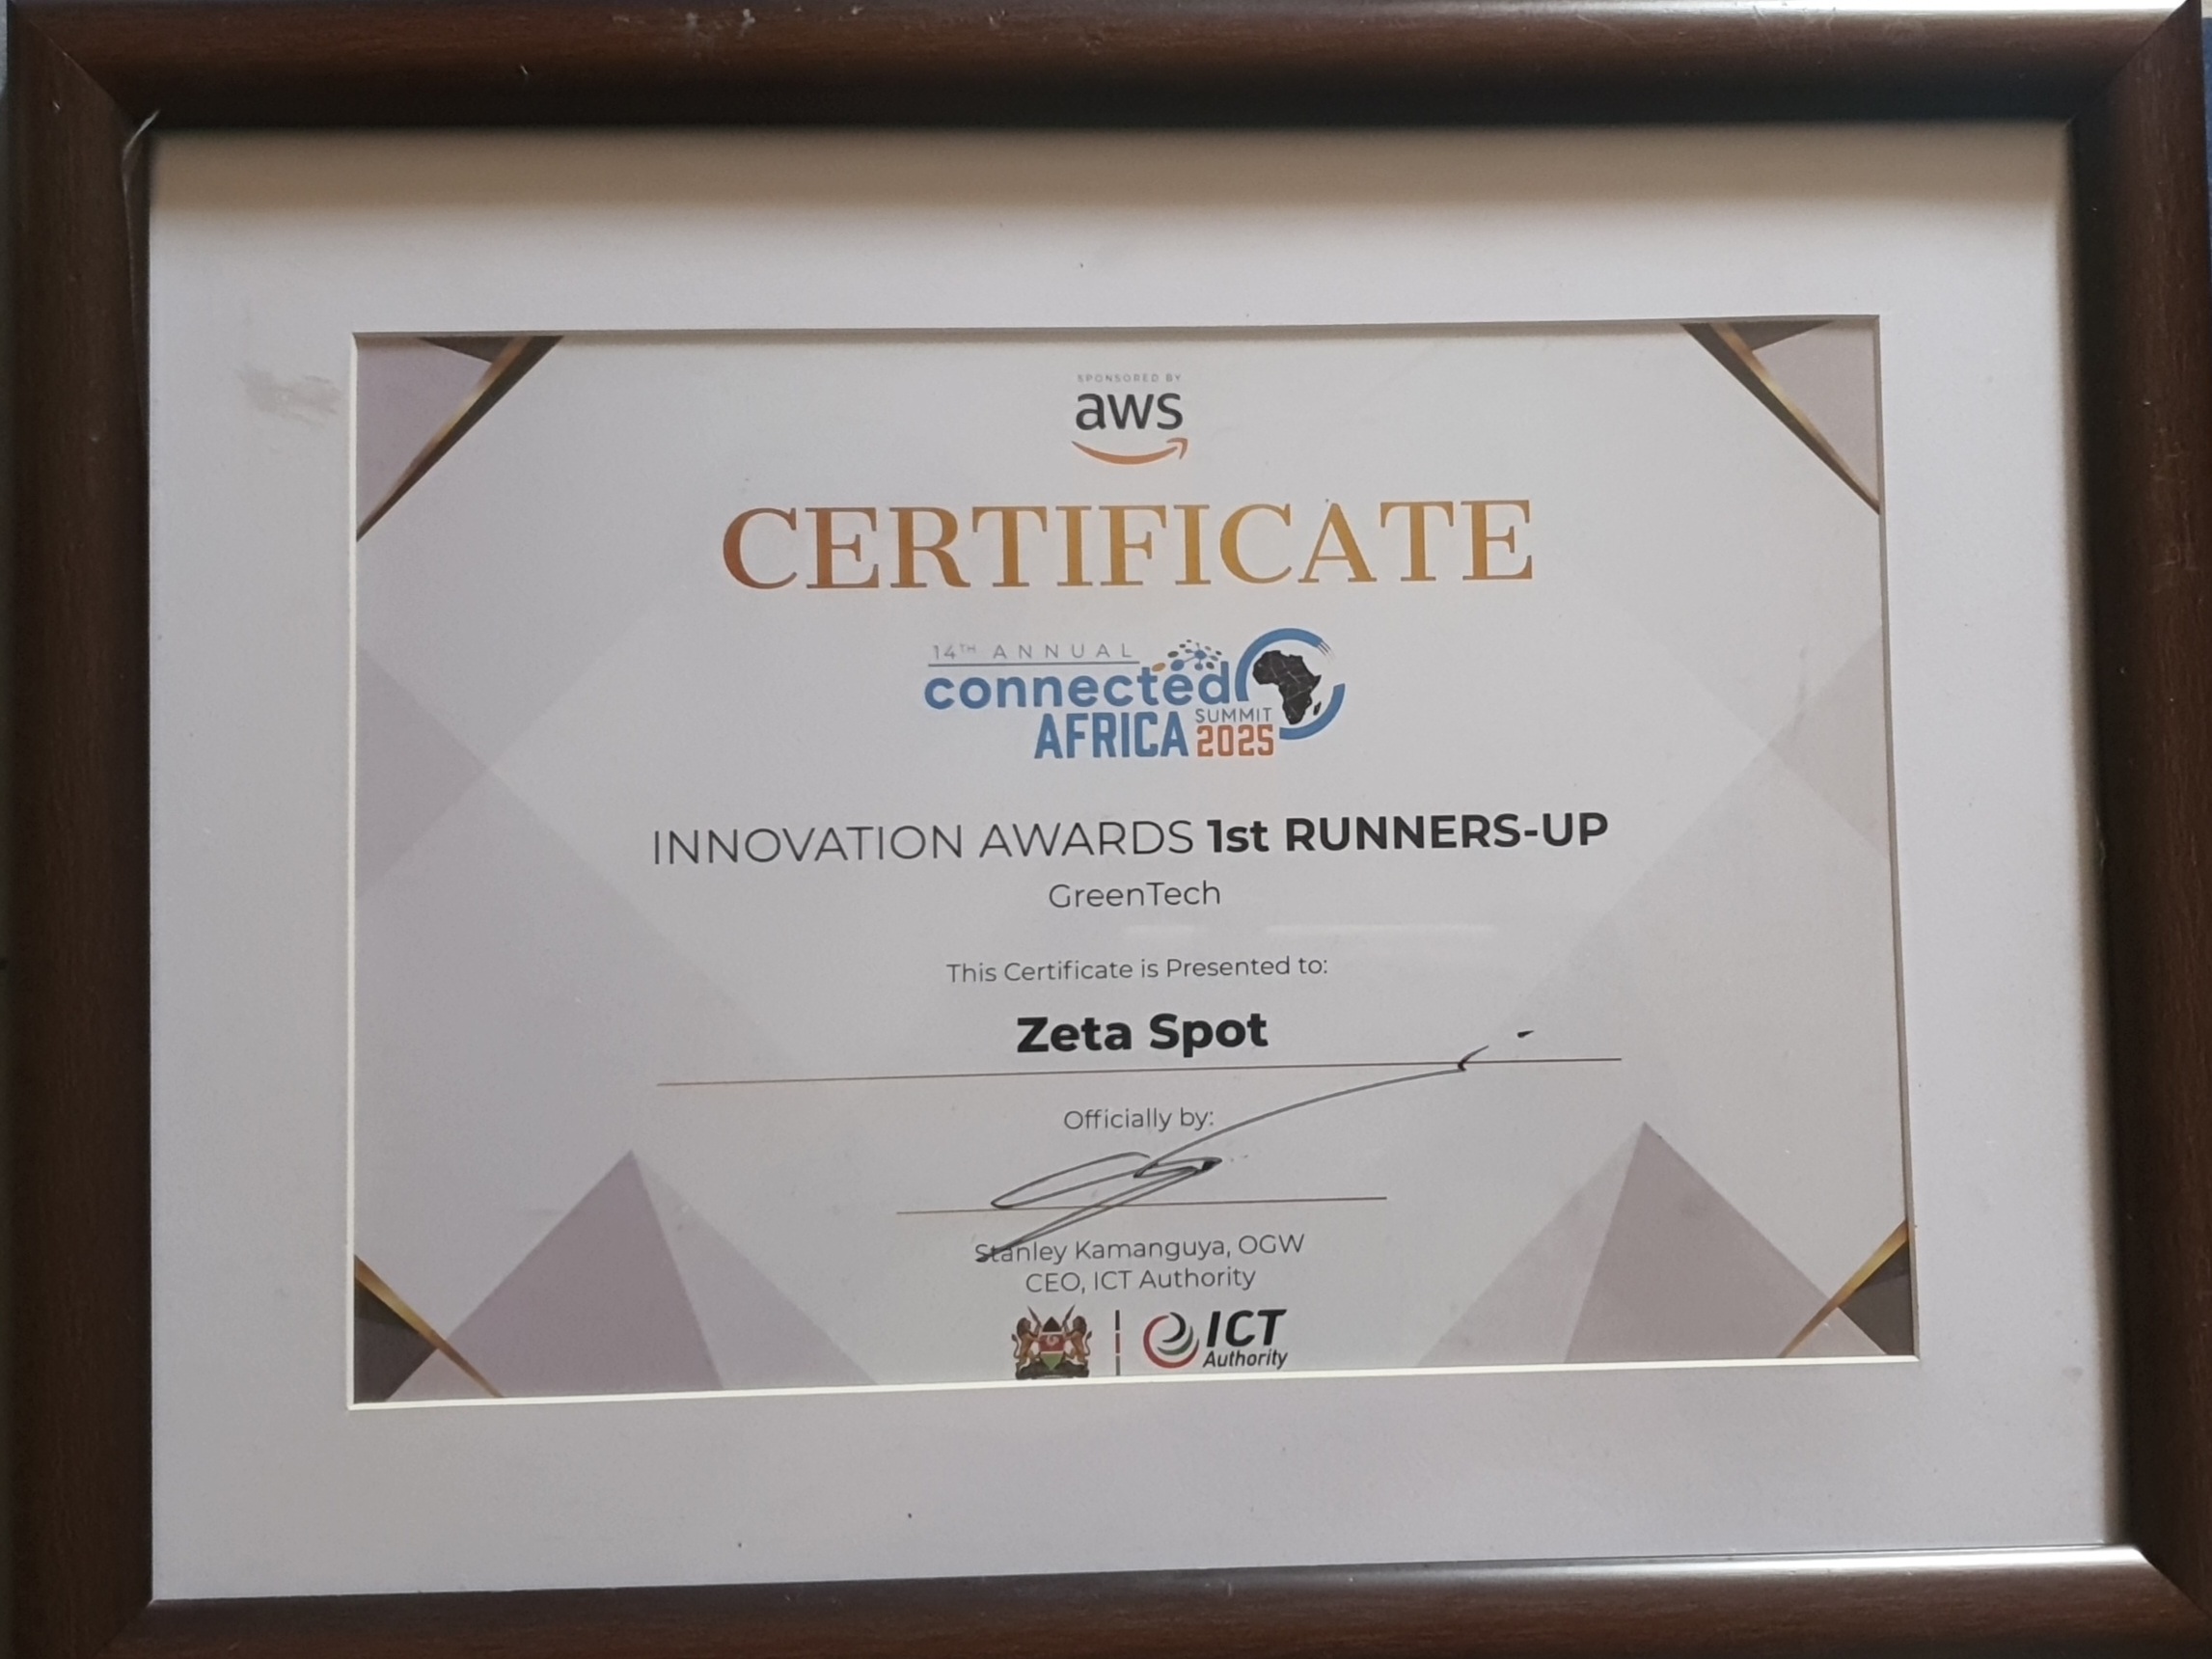 SPONSORED BY
aws
CERTIFICATE
14TH ANNUAL
connected
AFRICA SUMMIT 2025
INNOVATION AWARDS 1st RUNNERS-UP
GreenTech
This Certificate is Presented to:
Zeta Spot
Officially by:
Stanley Kamanguya, OGW
CEO, ICT Authority
ICT
Authority